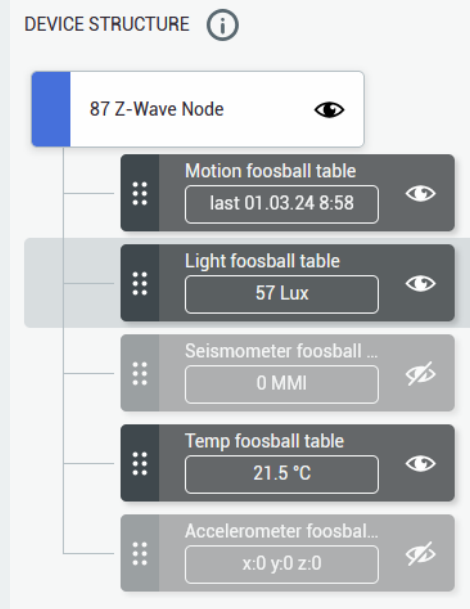 DEVICE STRUCTURE
87 Z-Wave Node
Motion foosball table
last 01.03.24 8:58
Light foosball table
57 Lux
Seismometer foosball ...
0 MMI
Temp foosball table
21.5 °C
Accelerometer foosbal...
x:0 y:0 z:0